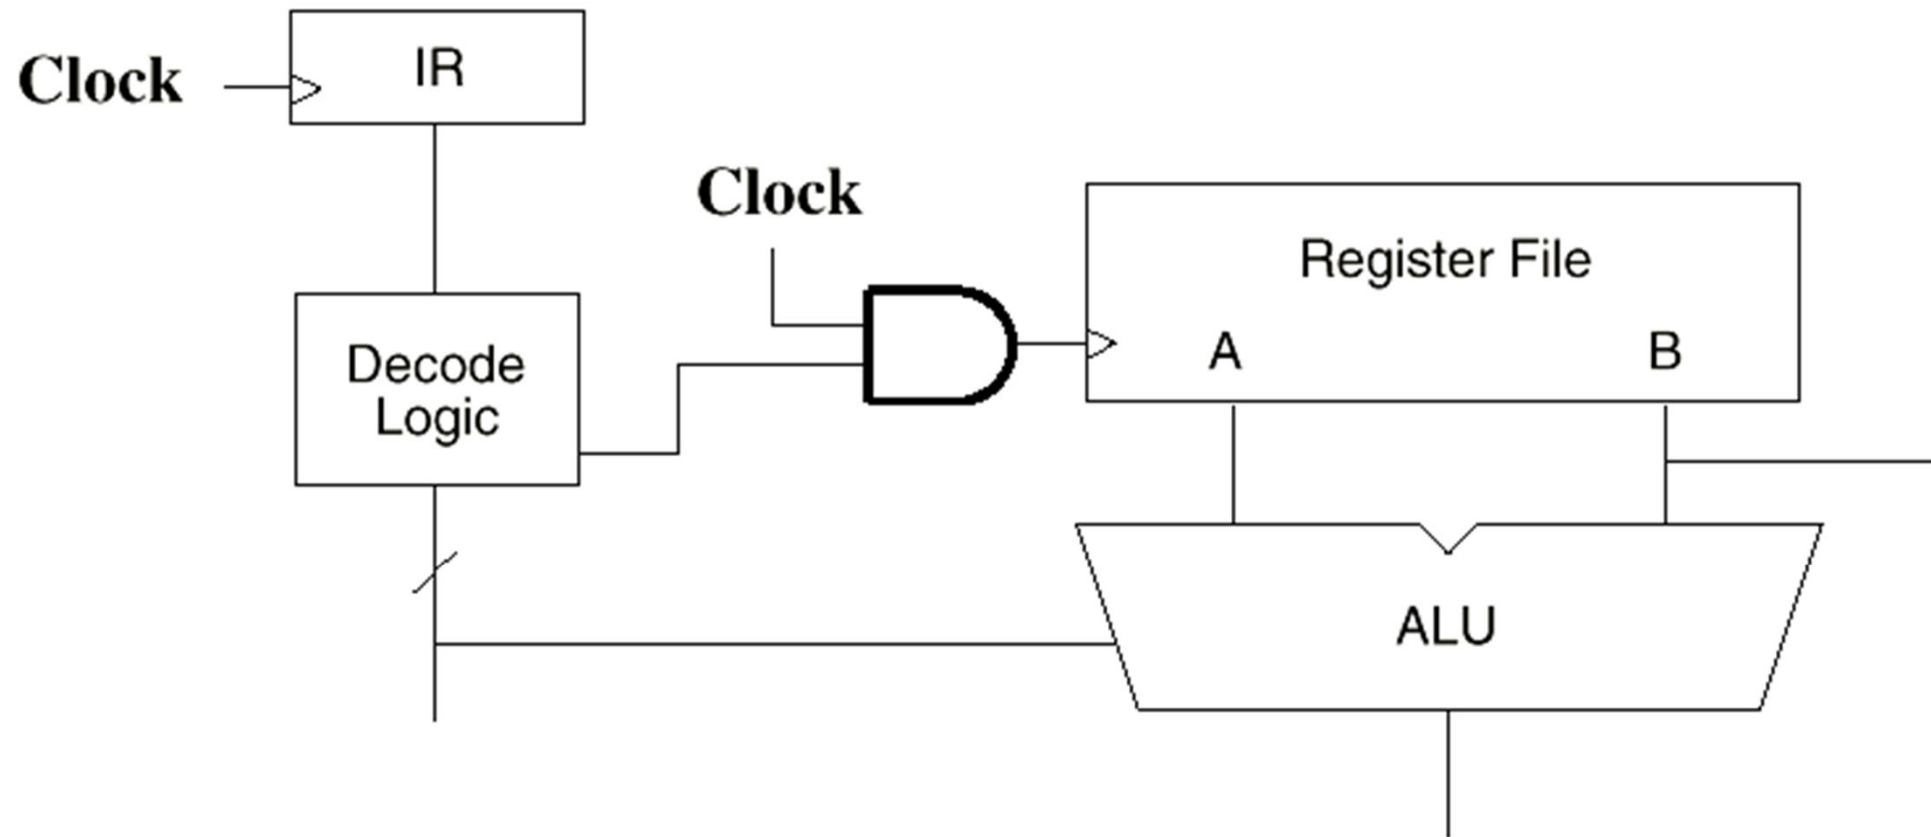 Clock
IR
Clock
Register File
A
B
Decode
Logic
ALU